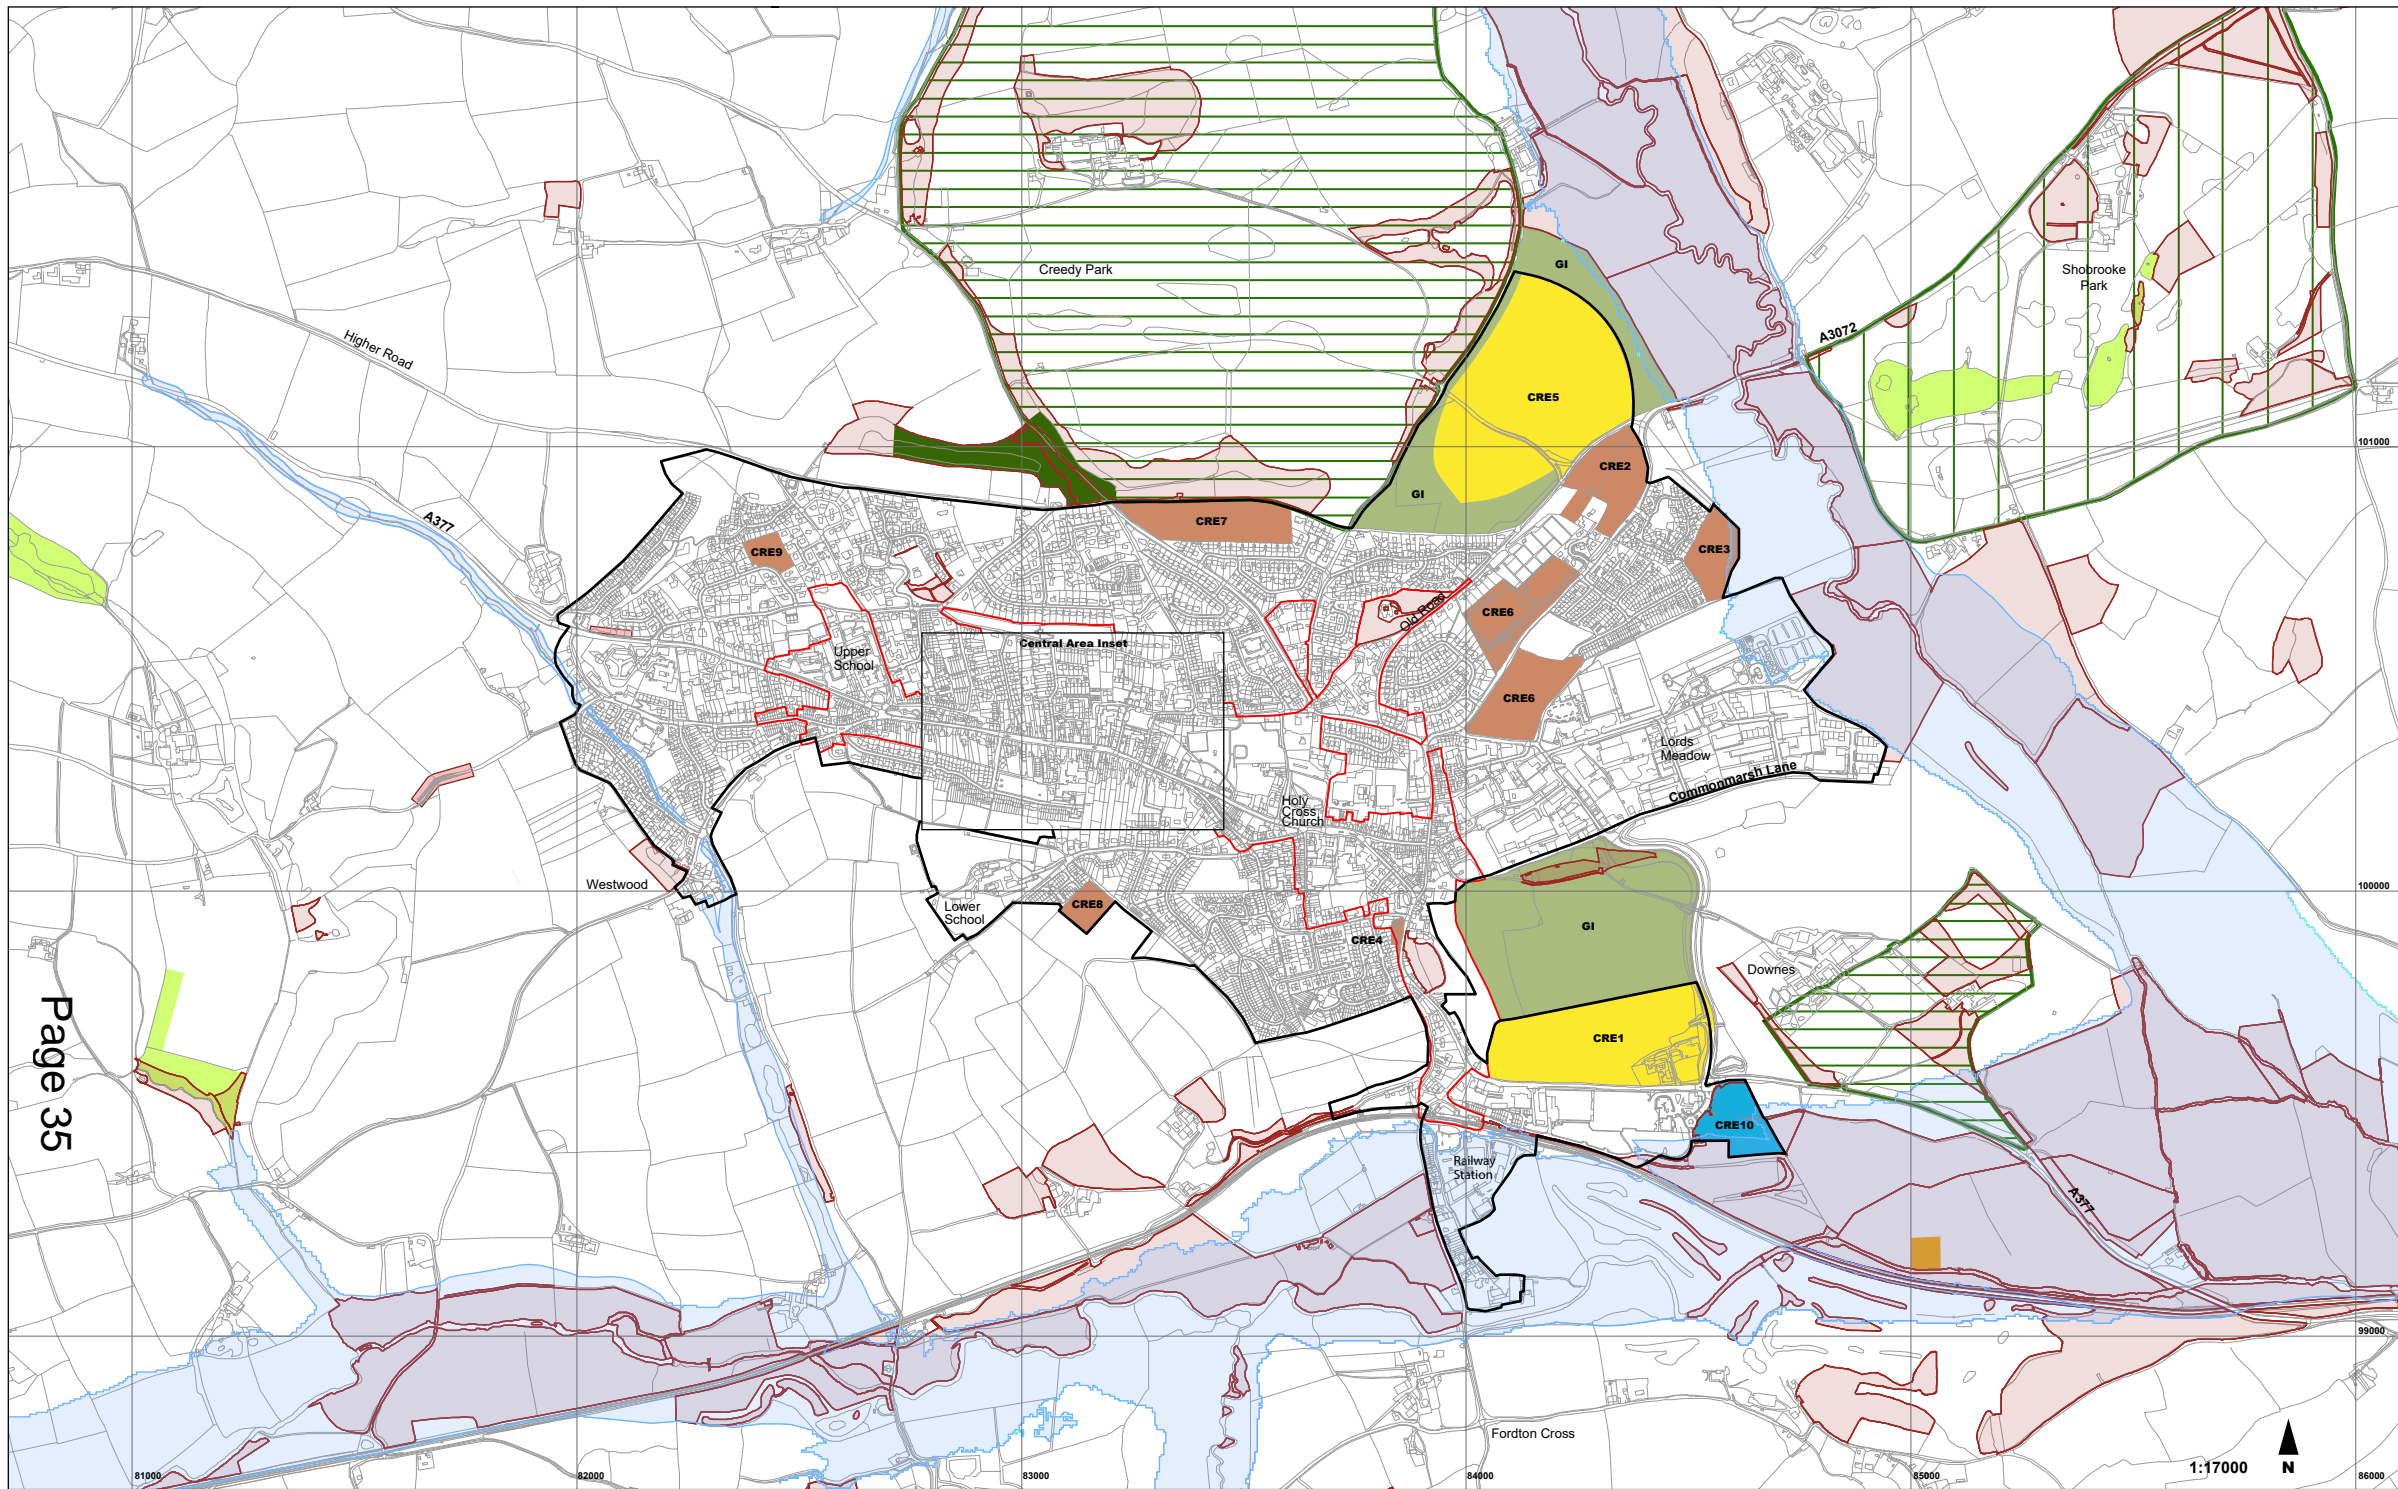 GI
Creedy Park
Shobrooke
Park
A3072
Higher Road
CRE5
101000
CRE2
GI
A377
CRE7
CRE9
CRE3
Old Road
CRE6
Central Area Inset
Upper
School
CRE6
Lords
Meadow
Commonmarsh Lane
Holy
Cross
Church
Westwood
100000
CRE8
Lower
School
GI
CRE4
Downes
Page 35
CRE1
CRE10
Railway
Station
A377
99000
Fordton Cross
1:17000
N
81000
82000
83000
84000
85000
86000